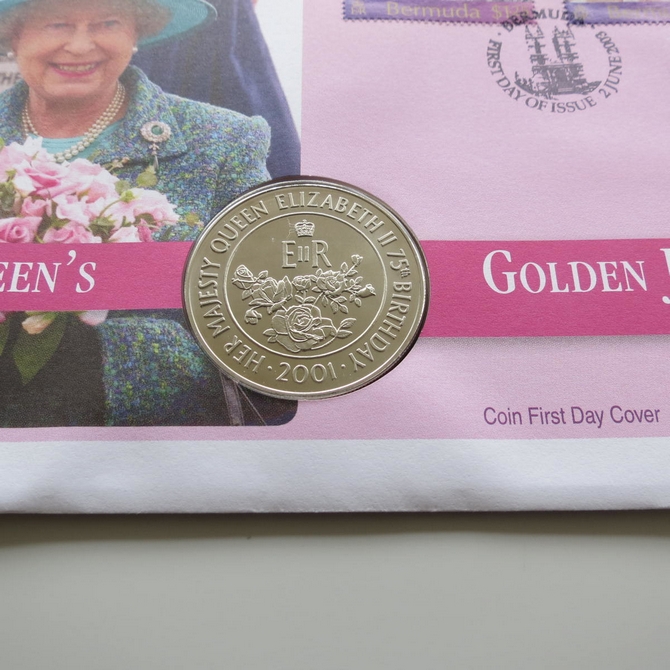 Bermuda $1
BERMUDA
FIRST DAY OF ISSUE 2 JUNE 2003
HER MAJESTY QUEEN ELIZABETH II 75th BIRTHDAY
EIIR
· 2001 ·
EEN'S
GOLDEN J
Coin First Day Cover